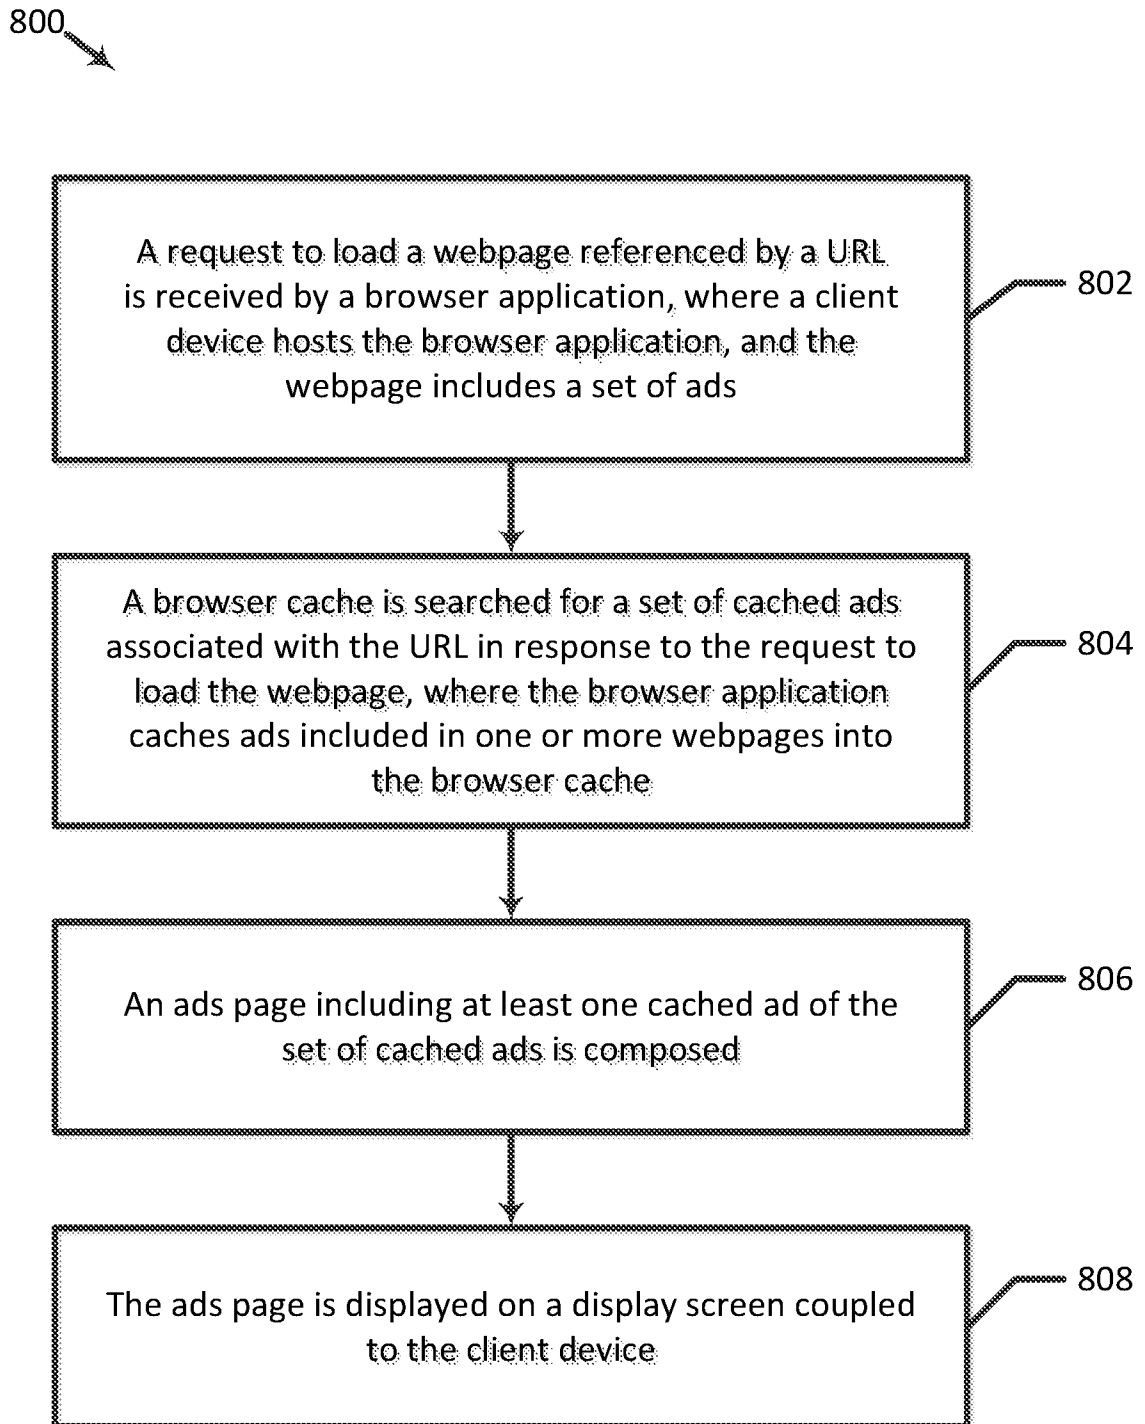 800
A request to load a webpage referenced by a URL
is received by a browser application, where a client
device hosts the browser application, and the
webpage includes a set of ads
802
A browser cache is searched for a set of cached ads
associated with the URL in response to the request to
load the webpage, where the browser application
caches ads included in one or more webpages into
the browser cache
804
An ads page including at least one cached ad of the
set of cached ads is composed
806
The ads page is displayed on a display screen coupled
to the client device
808